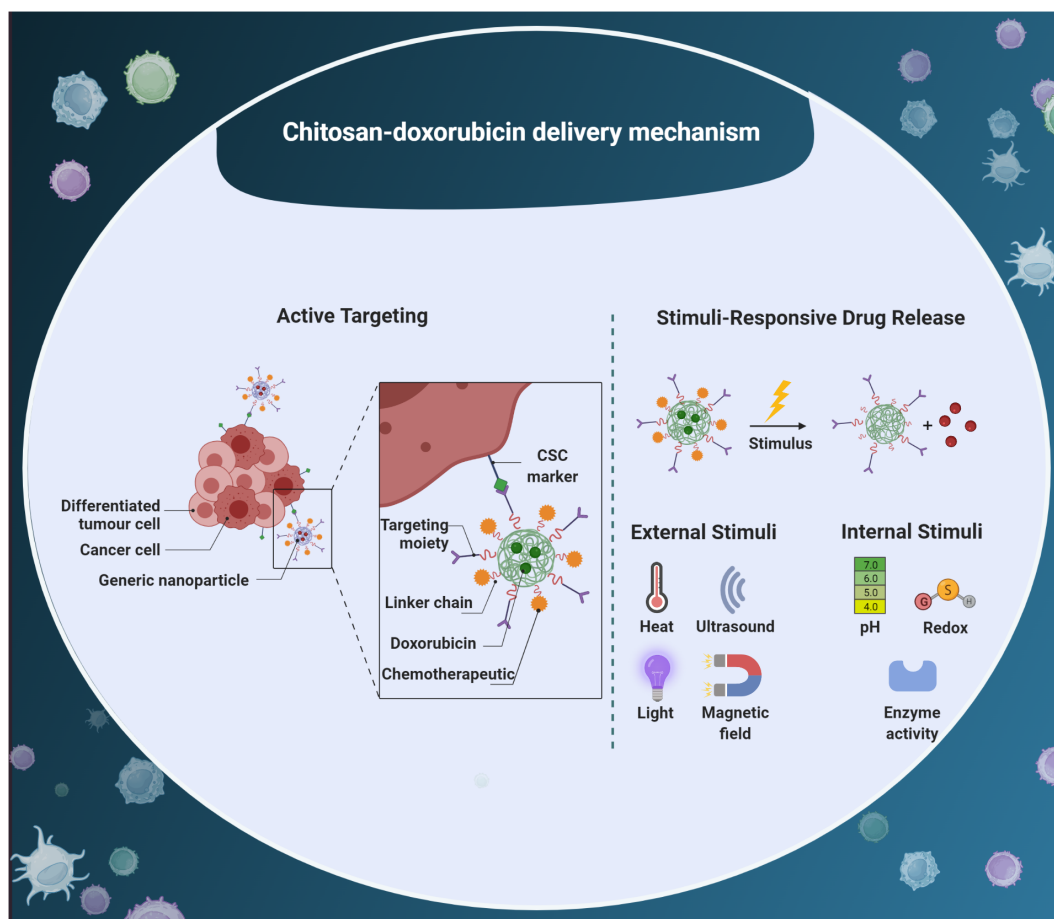 Chitosan-doxorubicin delivery mechanism
Active Targeting
Differentiated
tumour cell
Cancer cell
Generic nanoparticle
CSC
marker
Targeting
moiety
Linker chain
Doxorubicin
Chemotherapeutic
Stimuli-Responsive Drug Release
Stimulus
+
External Stimuli
Heat
Ultrasound
Light
Magnetic
field
Internal Stimuli
7.0
6.0
5.0
4.0
pH
G S H
Redox
Enzyme
activity